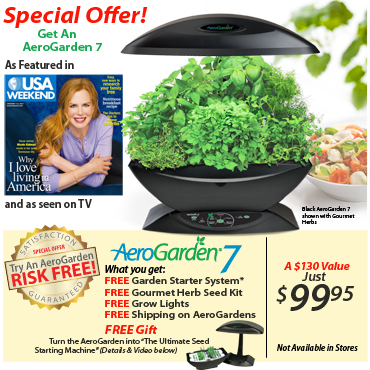 Special Offer!
Get An
AeroGarden 7
As Featured in
USA
WEEKEND
Why
I love
living in
America
and as seen on TV
AeroGarden
Black AeroGarden 7
shown with Gourmet
Herbs
SATISFACTION
SPECIAL OFFER
Try An AeroGarden
RISK FREE!
GUARANTEED
AeroGarden 7
What you get:
FREE Garden Starter System*
FREE Gourmet Herb Seed Kit
FREE Grow Lights
FREE Shipping on AeroGardens
FREE Gift
Turn the AeroGarden into "The Ultimate Seed
Starting Machine" (Details & Video below)
A $130 Value
Just
$99.95
Not Available in Stores